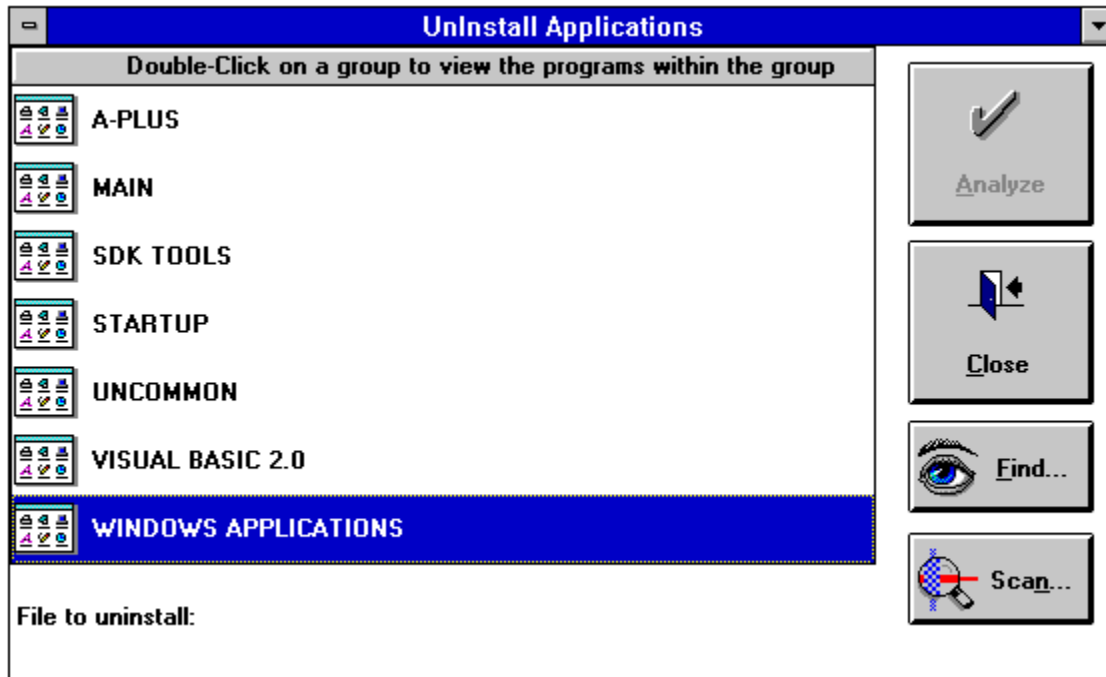 UnInstall Applications
Double-Click on a group to view the programs within the group
A-PLUS
MAIN
SDK TOOLS
STARTUP
UNCOMMON
VISUAL BASIC 2.0
WINDOWS APPLICATIONS
File to uninstall:
Analyze
Close
Find...
Scan...